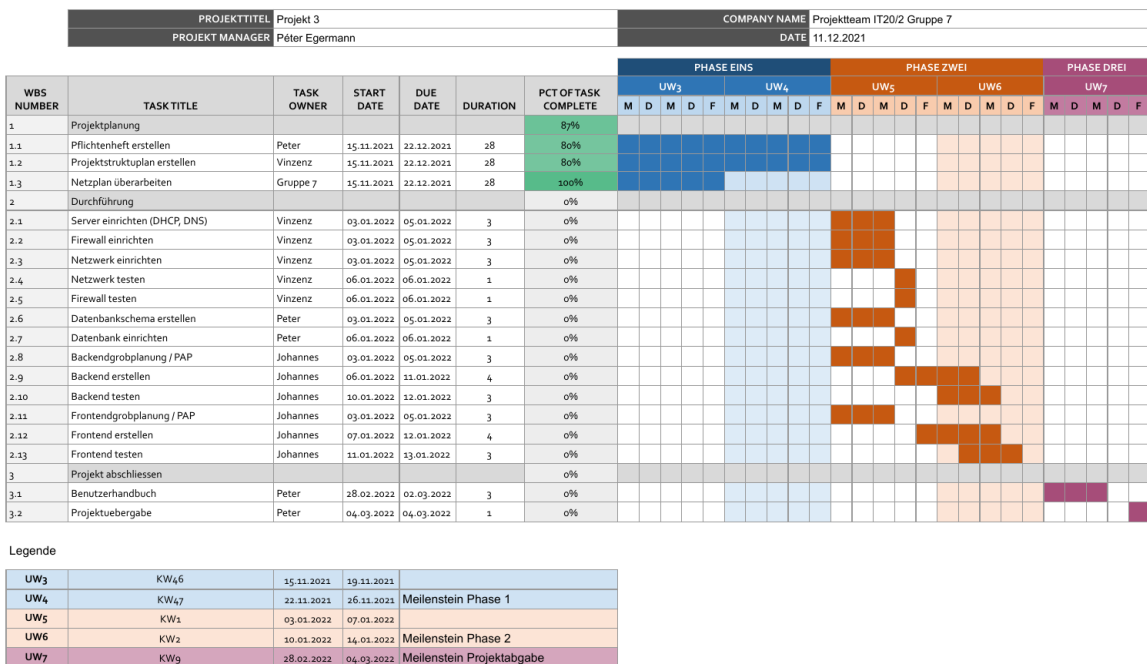 PROJEKTTITEL Projekt 3 COMPANY NAME Projektteam IT20/2 Gruppe 7
PROJEKT MANAGER Péter Egermann DATE 11.12.2021
PHASE EINS PHASE ZWEI PHASE DREI
WBS NUMBER TASK TITLE TASK OWNER START DATE DUE DATE DURATION PCT OF TASK COMPLETE UW3 UW4 UW5 UW6 UW7
M D M D F M D M D F M D M D F M D M D F M D M D F
1 Projektplanung 87%
1.1 Pflichtenheft erstellen Peter 15.11.2021 22.12.2021 28 80%
1.2 Projektstruktuplan erstellen Vinzenz 15.11.2021 22.12.2021 28 80%
1.3 Netzplan überarbeiten Gruppe 7 15.11.2021 22.12.2021 28 100%
2 Durchführung 0%
2.1 Server einrichten (DHCP, DNS) Vinzenz 03.01.2022 05.01.2022 3 0%
2.2 Firewall einrichten Vinzenz 03.01.2022 05.01.2022 3 0%
2.3 Netzwerk einrichten Vinzenz 03.01.2022 05.01.2022 3 0%
2.4 Netzwerk testen Vinzenz 06.01.2022 06.01.2022 1 0%
2.5 Firewall testen Vinzenz 06.01.2022 06.01.2022 1 0%
2.6 Datenbankschema erstellen Peter 03.01.2022 05.01.2022 3 0%
2.7 Datenbank einrichten Peter 06.01.2022 06.01.2022 1 0%
2.8 Backendgrobplanung / PAP Johannes 03.01.2022 05.01.2022 3 0%
2.9 Backend erstellen Johannes 06.01.2022 11.01.2022 4 0%
2.10 Backend testen Johannes 10.01.2022 12.01.2022 3 0%
2.11 Frontendgrobplanung / PAP Johannes 03.01.2022 05.01.2022 3 0%
2.12 Frontend erstellen Johannes 07.01.2022 12.01.2022 4 0%
2.13 Frontend testen Johannes 11.01.2022 13.01.2022 3 0%
3 Projekt abschliessen 0%
3.1 Benutzerhandbuch Peter 28.02.2022 02.03.2022 3 0%
3.2 Projektuebergabe Peter 04.03.2022 04.03.2022 1 0%
Legende
UW3 KW46 15.11.2021 19.11.2021
UW4 KW47 22.11.2021 26.11.2021 Meilenstein Phase 1
UW5 KW1 03.01.2022 07.01.2022
UW6 KW2 10.01.2022 14.01.2022 Meilenstein Phase 2
UW7 KW9 28.02.2022 04.03.2022 Meilenstein Projektabgabe